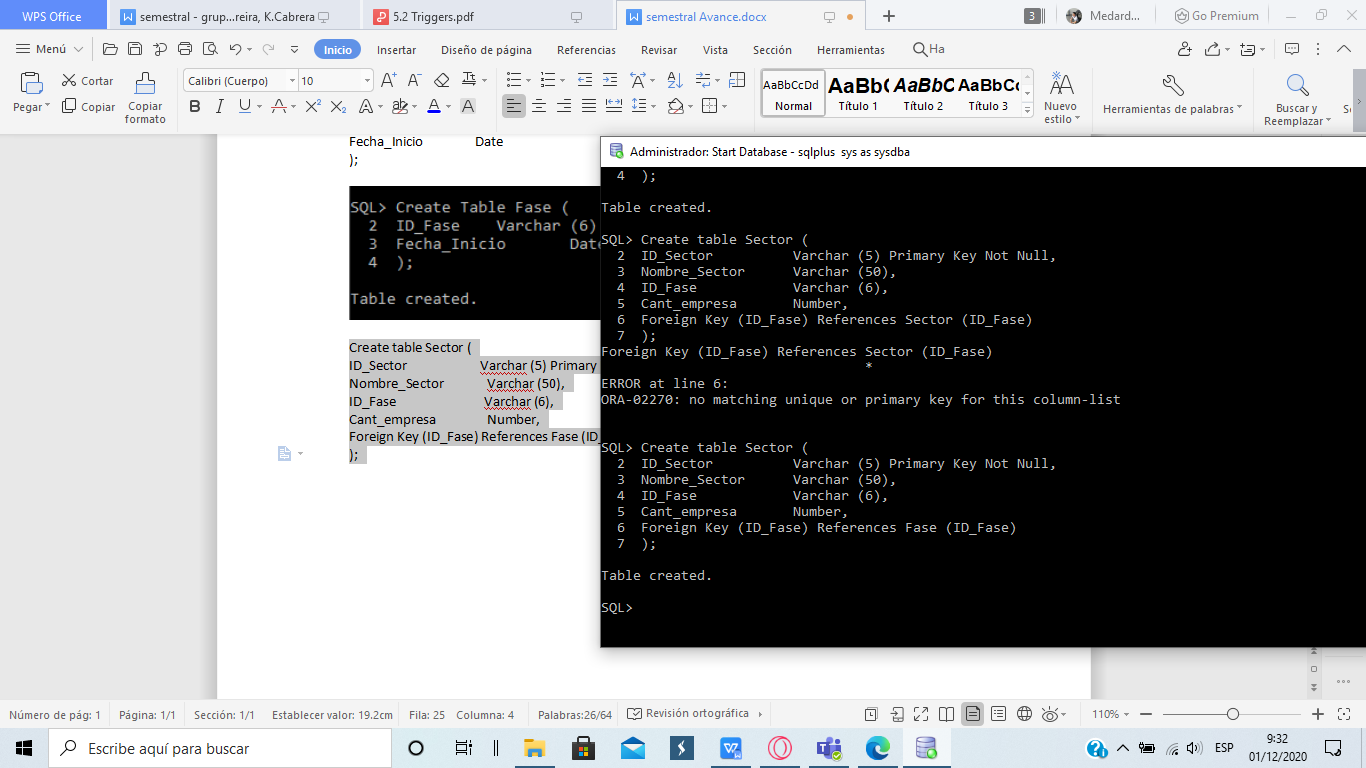 WPS Office
semestral - grup...reira, K.Cabrera
5.2 Triggers.pdf
semestral Avance.docx
3
Medard...
Go Premium
Menú
Inicio
Insertar
Diseño de página
Referencias
Revisar
Vista
Sección
Herramientas
Ha
Pegar
Cortar
Copiar
Copiar formato
Calibri (Cuerpo)
10
AaBbCcDd
Normal
AaBb(
Título 1
AaBbC
Título 2
AaBbC
Título 3
Nuevo estilo
Herramientas de palabras
Buscar y Reemplazar
Fecha_Inicio Date
);
SQL> Create Table Fase (
2 ID_Fase Varchar (6)
3 Fecha_Inicio Date
4 );
Table created.
Create table Sector (
ID_Sector Varchar (5) Primary
Nombre_Sector Varchar (50),
ID_Fase Varchar (6),
Cant_empresa Number,
Foreign Key (ID_Fase) References Fase (ID_
);
Administrador: Start Database - sqlplus sys as sysdba
4 );
Table created.
SQL> Create table Sector (
2 ID_Sector Varchar (5) Primary Key Not Null,
3 Nombre_Sector Varchar (50),
4 ID_Fase Varchar (6),
5 Cant_empresa Number,
6 Foreign Key (ID_Fase) References Sector (ID_Fase)
7 );
Foreign Key (ID_Fase) References Sector (ID_Fase)
*
ERROR at line 6:
ORA-02270: no matching unique or primary key for this column-list
SQL> Create table Sector (
2 ID_Sector Varchar (5) Primary Key Not Null,
3 Nombre_Sector Varchar (50),
4 ID_Fase Varchar (6),
5 Cant_empresa Number,
6 Foreign Key (ID_Fase) References Fase (ID_Fase)
7 );
Table created.
SQL>
Número de pág: 1 Página: 1/1 Sección: 1/1 Establecer valor: 19.2cm Fila: 25 Columna: 4 Palabras:26/64 Revisión ortográfica
110%
Escribe aquí para buscar
ESP
9:32
01/12/2020